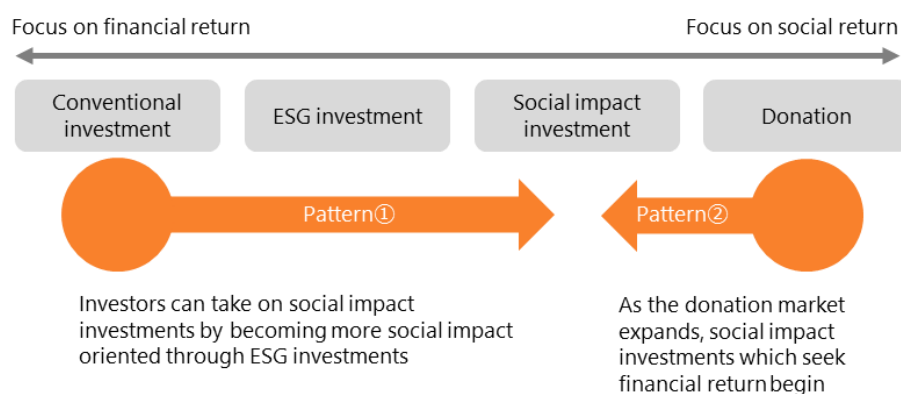 Focus on financial return
Focus on social return
Conventional
investment
ESG investment
Social impact
investment
Donation
Pattern①
Pattern②
Investors can take on social impact
investments by becoming more social impact
oriented through ESG investments
As the donation market
expands, social impact
investments which seek
financial return begin